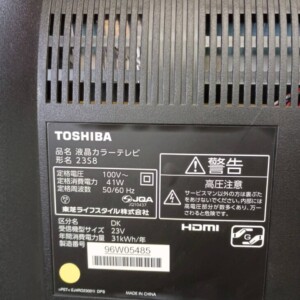 TOSHIBA
品名 液晶カラーテレビ
形名 23S8
定格電圧 100V～
定格消費電力 41W
定格周波数 50/60 Hz
JQA
東芝ライフスタイル株式会社
区分名 DK
受信機型サイズ 23V
年間消費電力量 31kWh/年
製造番号 96W05485
MADE IN CHINA
警告
高圧注意
サービスマン以外の方は裏ぶたをあけないでください。内部には高電圧部分が数多くあり、万一さわると危険です。
HDMI